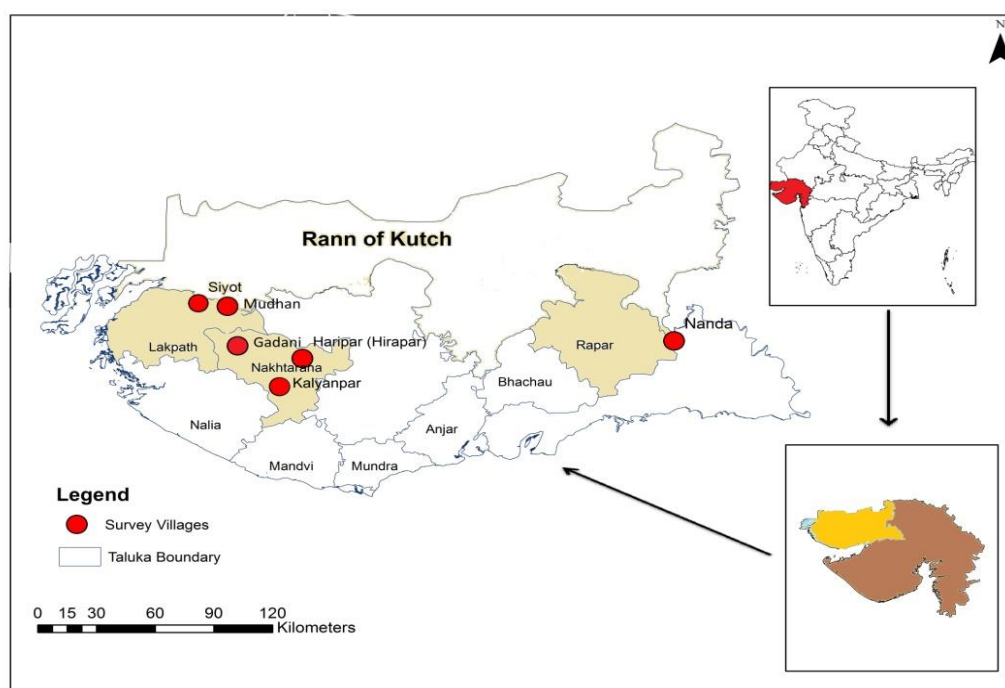 N
Rann of Kutch
Siyot
Mudhan
Nanda
Gadani
Haripar (Hirapar)
Lakpath
Rapar
Nakhtarana
Kalyanpar
Bhachau
Nalia
Anjar
Mandvi
Mundra
Legend
Survey Villages
Taluka Boundary
0 15 30 60 90 120
Kilometers